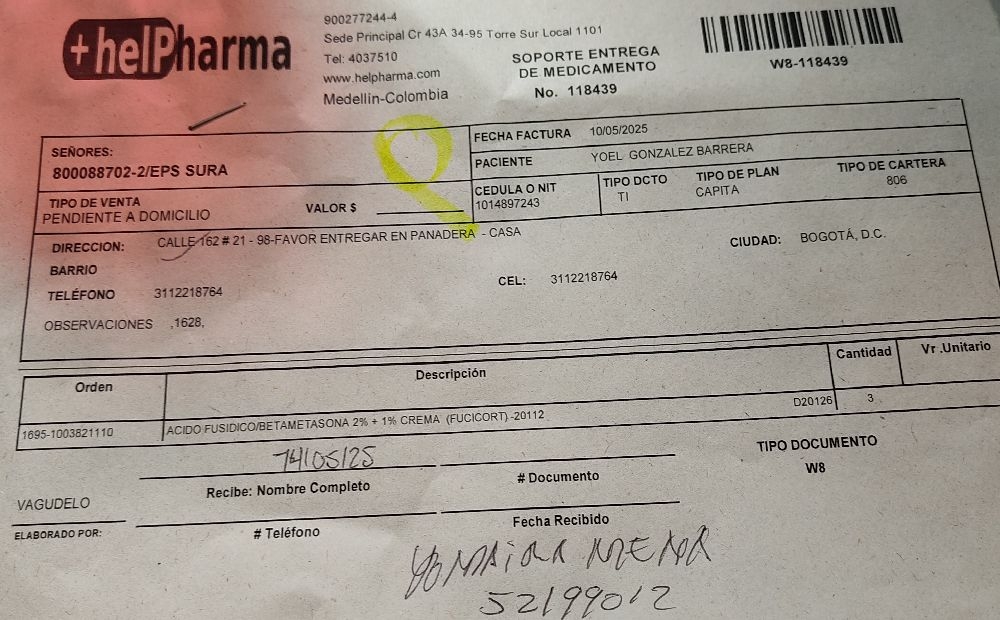 +helPharma
900277244-4
Sede Principal Cr 43A 34-95 Torre Sur Local 1101
Tel: 4037510
www.helpharma.com
Medellin-Colombia
SOPORTE ENTREGA
DE MEDICAMENTO
No. 118439
W8-118439
SEÑORES:
800088702-2/EPS SURA
FECHA FACTURA 10/05/2025
PACIENTE YOEL GONZALEZ BARRERA
TIPO DE VENTA
PENDIENTE A DOMICILIO
VALOR $
CEDULA O NIT
1014897243
TIPO DCTO
TI
TIPO DE PLAN
CAPITA
TIPO DE CARTERA
806
DIRECCION: CALLE 162 # 21 - 98-FAVOR ENTREGAR EN PANADERA - CASA
CIUDAD: BOGOTÁ, D.C.
BARRIO
TELÉFONO 3112218764
CEL: 3112218764
OBSERVACIONES ,1628,
Orden Descripción Cantidad Vr .Unitario
1695-1003821110 ACIDO FUSIDICO/BETAMETASONA 2% + 1% CREMA (FUCICORT) -20112 D20126 3
14/05/25
Recibe: Nombre Completo
# Documento
TIPO DOCUMENTO
W8
VAGUDELO
ELABORADO POR:
# Teléfono
Fecha Recibido
52199012